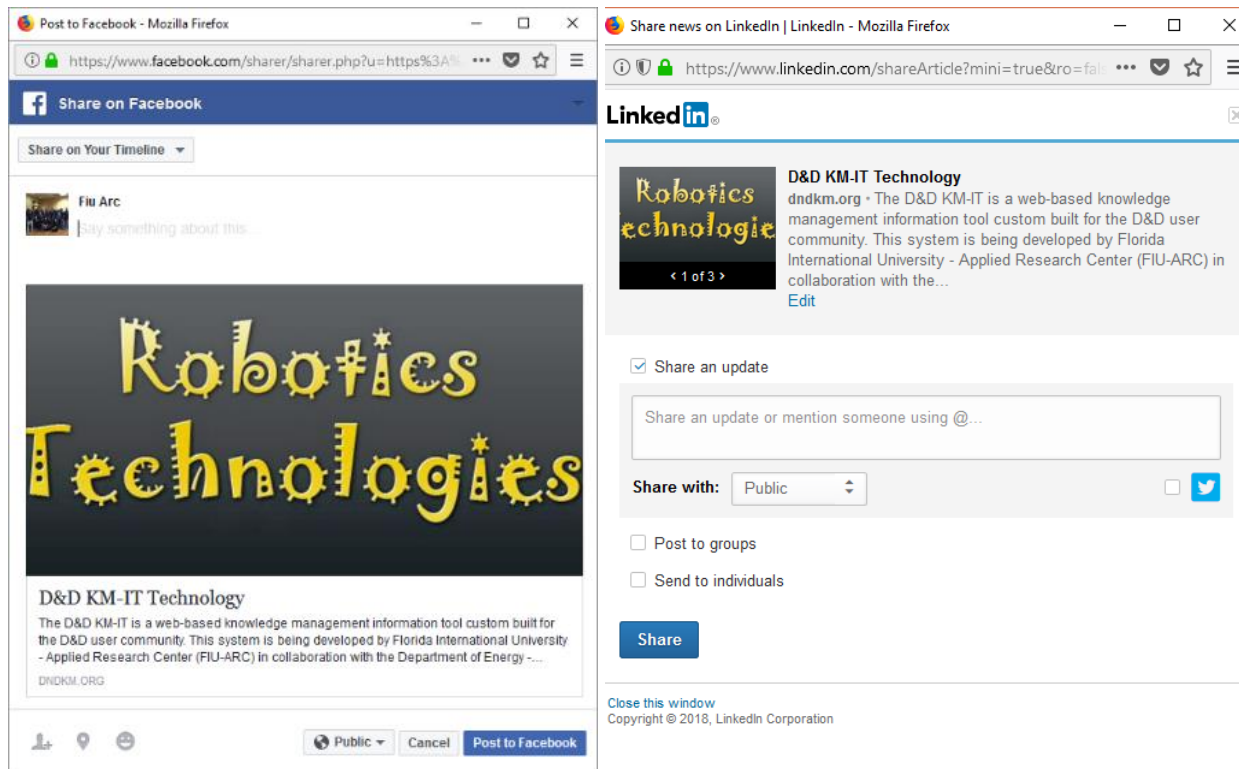 Post to Facebook - Mozilla Firefox
https://www.facebook.com/sharer/sharer.php?u=https%3A%
Share on Facebook
Share on Your Timeline
Fiu Arc
Say something about this...
Robotics
Technologies
D&D KM-IT Technology
The D&D KM-IT is a web-based knowledge management information tool custom built for
the D&D user community. This system is being developed by Florida International University
- Applied Research Center (FIU-ARC) in collaboration with the Department of Energy -...
DNDKM.ORG
Public
Cancel
Post to Facebook
Share news on LinkedIn | LinkedIn - Mozilla Firefox
https://www.linkedin.com/shareArticle?mini=true&ro=fal
Linked in ®
Robotics
echnologie
< 1 of 3 >
D&D KM-IT Technology
dndkm.org • The D&D KM-IT is a web-based knowledge
management information tool custom built for the D&D user
community. This system is being developed by Florida
International University - Applied Research Center (FIU-ARC) in
collaboration with the...
Edit
Share an update
Share an update or mention someone using @...
Share with: Public
Post to groups
Send to individuals
Share
Close this window
Copyright © 2018, LinkedIn Corporation